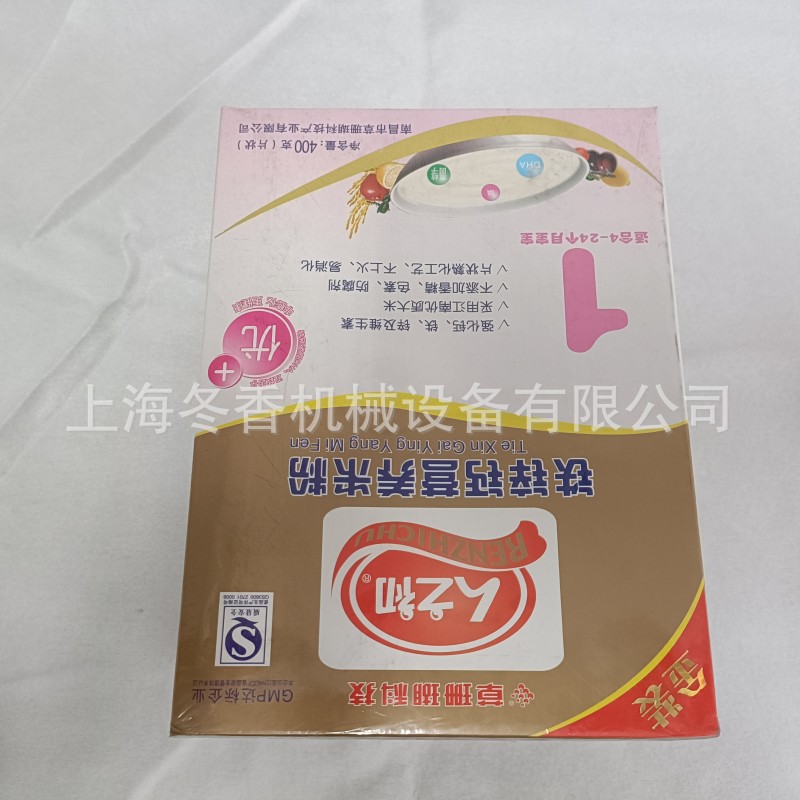 金装
草珊瑚科技
GMP达标企业
人之初®
RENZHICHU
质量安全
铁锌钙营养米粉
Tie Xin Gai Ying Yang Mi Fen
上海冬香机械设备有限公司
优
+
1
适合4-24个月宝宝
√ 强化钙、铁、锌及维生素
√ 采用江南优质大米
√ 不添加香精、色素、防腐剂
√ 片状熟化工艺、不上火、易消化
DHA
净含量：400克（片状）
南昌市草珊瑚科技产业有限公司